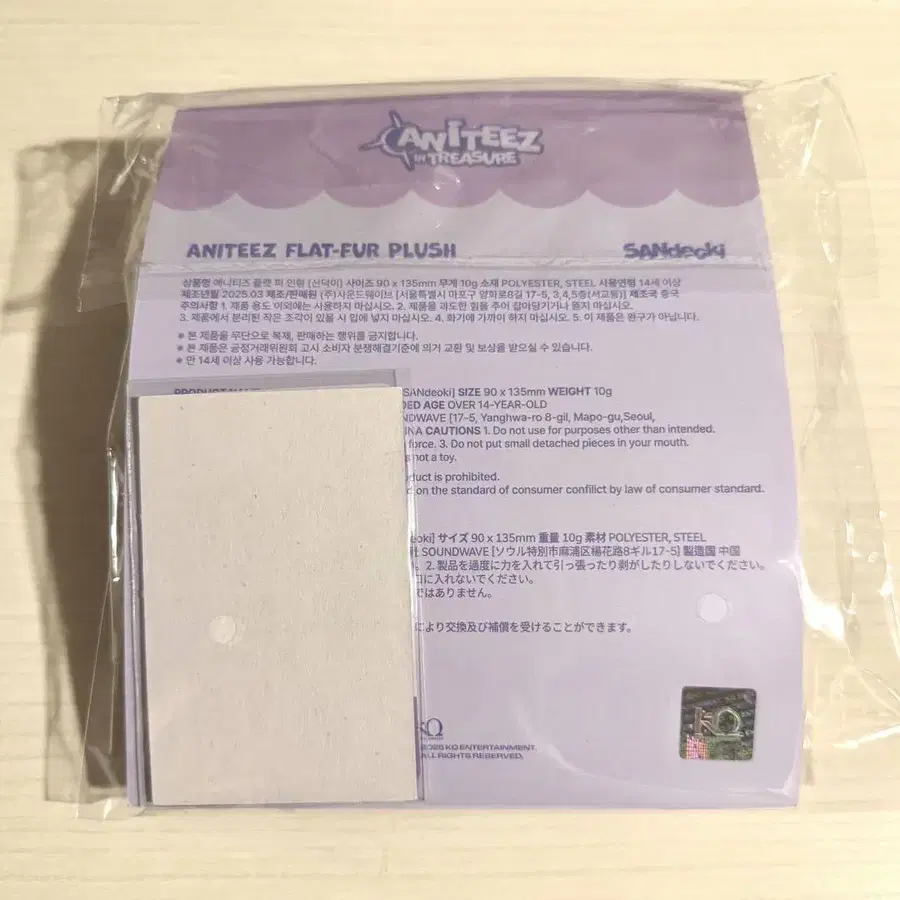 ANITEEZ
IN TREASURE
ANITEEZ FLAT-FUR PLUSH
SANdeoki
상품명 애니티즈 플랫 퍼 인형 (산덕이) 사이즈 90 x 135mm 무게 10g 소재 POLYESTER, STEEL 사용연령 14세 이상
제조년월 2025.03 제조/판매원 (주)사운드웨이브 [서울특별시 마포구 양화로8길 17-5, 3,4,5층(서교동)] 제조국 중국
주의사항 1. 제품 용도 이외에는 사용하지 마십시오. 2. 제품을 과도한 힘을 주어 잡아당기거나 뜯지 마십시오.
3. 제품에서 분리된 작은 조각이 있을 시 입에 넣지 마십시오. 4. 화기에 가까이 하지 마십시오. 5. 이 제품은 완구가 아닙니다.
※ 본 제품을 무단으로 복제, 판매하는 행위를 금지합니다.
※ 본 제품은 공정거래위원회 고시 소비자 분쟁해결기준에 의거 교환 및 보상을 받으실 수 있습니다.
※ 만 14세 이상 사용 가능합니다.
SANdeoki] SIZE 90 x 135mm WEIGHT 10g
DED AGE OVER 14-YEAR-OLD
NDWAVE [17-5, Yanghwa-ro 8-gil, Mapo-gu,Seoul,
NA CAUTIONS 1. Do not use for purposes other than intended.
force. 3. Do not put small detached pieces in your mouth.
not a toy.
duct is prohibited.
d on the standard of consumer confilict by law of consumer standard.
eoki] サイズ 90 x 135mm 重量 10g 素材 POLYESTER, STEEL
社 SOUNDWAVE [ソウル特別市麻浦区楊花路8ギル17-5] 製造国 中国
。2. 製品を過度に力を入れて引っ張ったり剥がしたりしないでください。
口に入れないでください。
ではありません。
により交換及び補償を受けることができます。
KQ
2025 KQ ENTERTAINMENT.
ALL RIGHTS RESERVED.
KQ